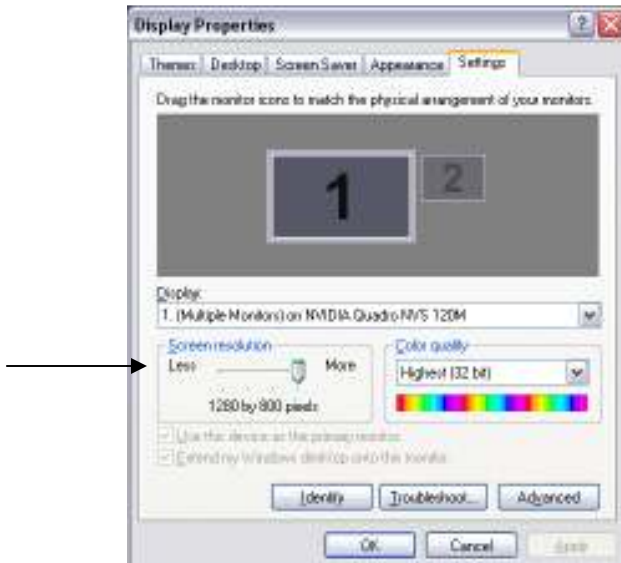 Display Properties
Themes Desktop Screen Saver Appearance Settings
Drag the monitor icons to match the physical arrangement of your monitors.
1 2
Display:
1. (Multiple Monitors) on NVIDIA Quadro NVS 120M
Screen resolution Color quality
Less More Highest (32 bit)
1280 by 800 pixels
Use this device as the primary monitor.
Extend my Windows desktop onto this monitor.
Identify Troubleshoot... Advanced
OK Cancel Apply